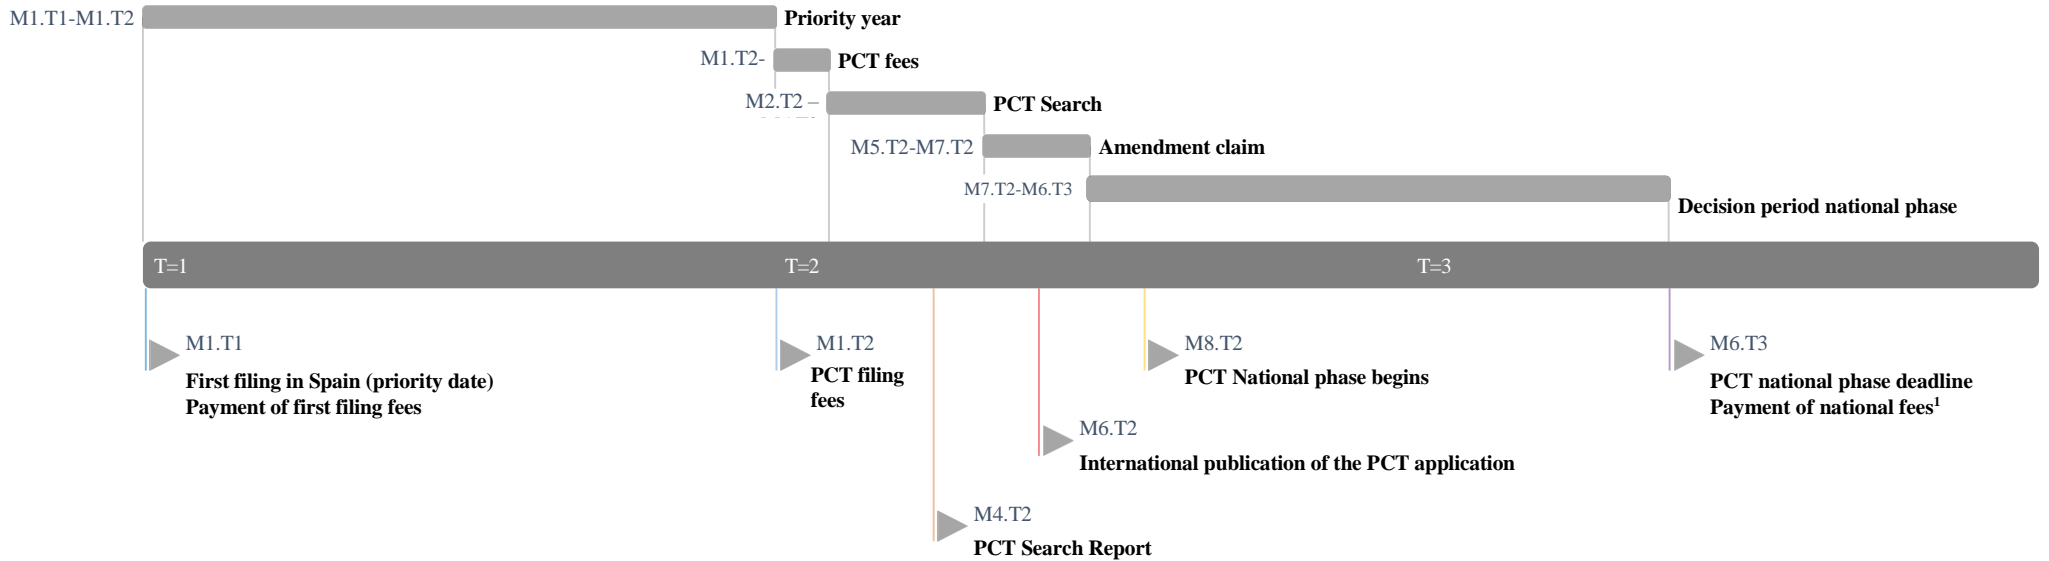 M1.T1-M1.T2 Priority year
M1.T2- PCT fees
M2.T2 – PCT Search
M5.T2-M7.T2 Amendment claim
M7.T2-M6.T3
Decision period national phase
T=1 T=2 T=3
M1.T1
First filing in Spain (priority date)
Payment of first filing fees
M1.T2
PCT filing
fees
M8.T2
PCT National phase begins
M6.T3
PCT national phase deadline
Payment of national fees¹
M6.T2
International publication of the PCT application
M4.T2
PCT Search Report